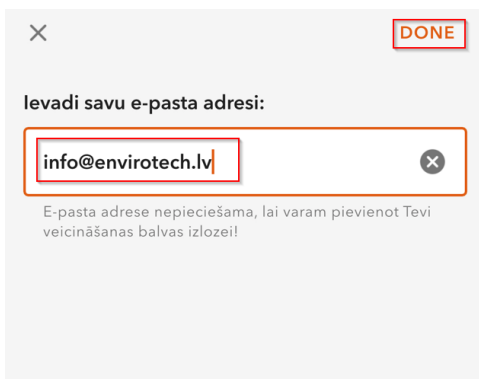 DONE
Ievadi savu e-pasta adresi:
info@envirotech.lv
E-pasta adrese nepieciešama, lai varam pievienot Tevi
veicināšanas balvas izlozei!